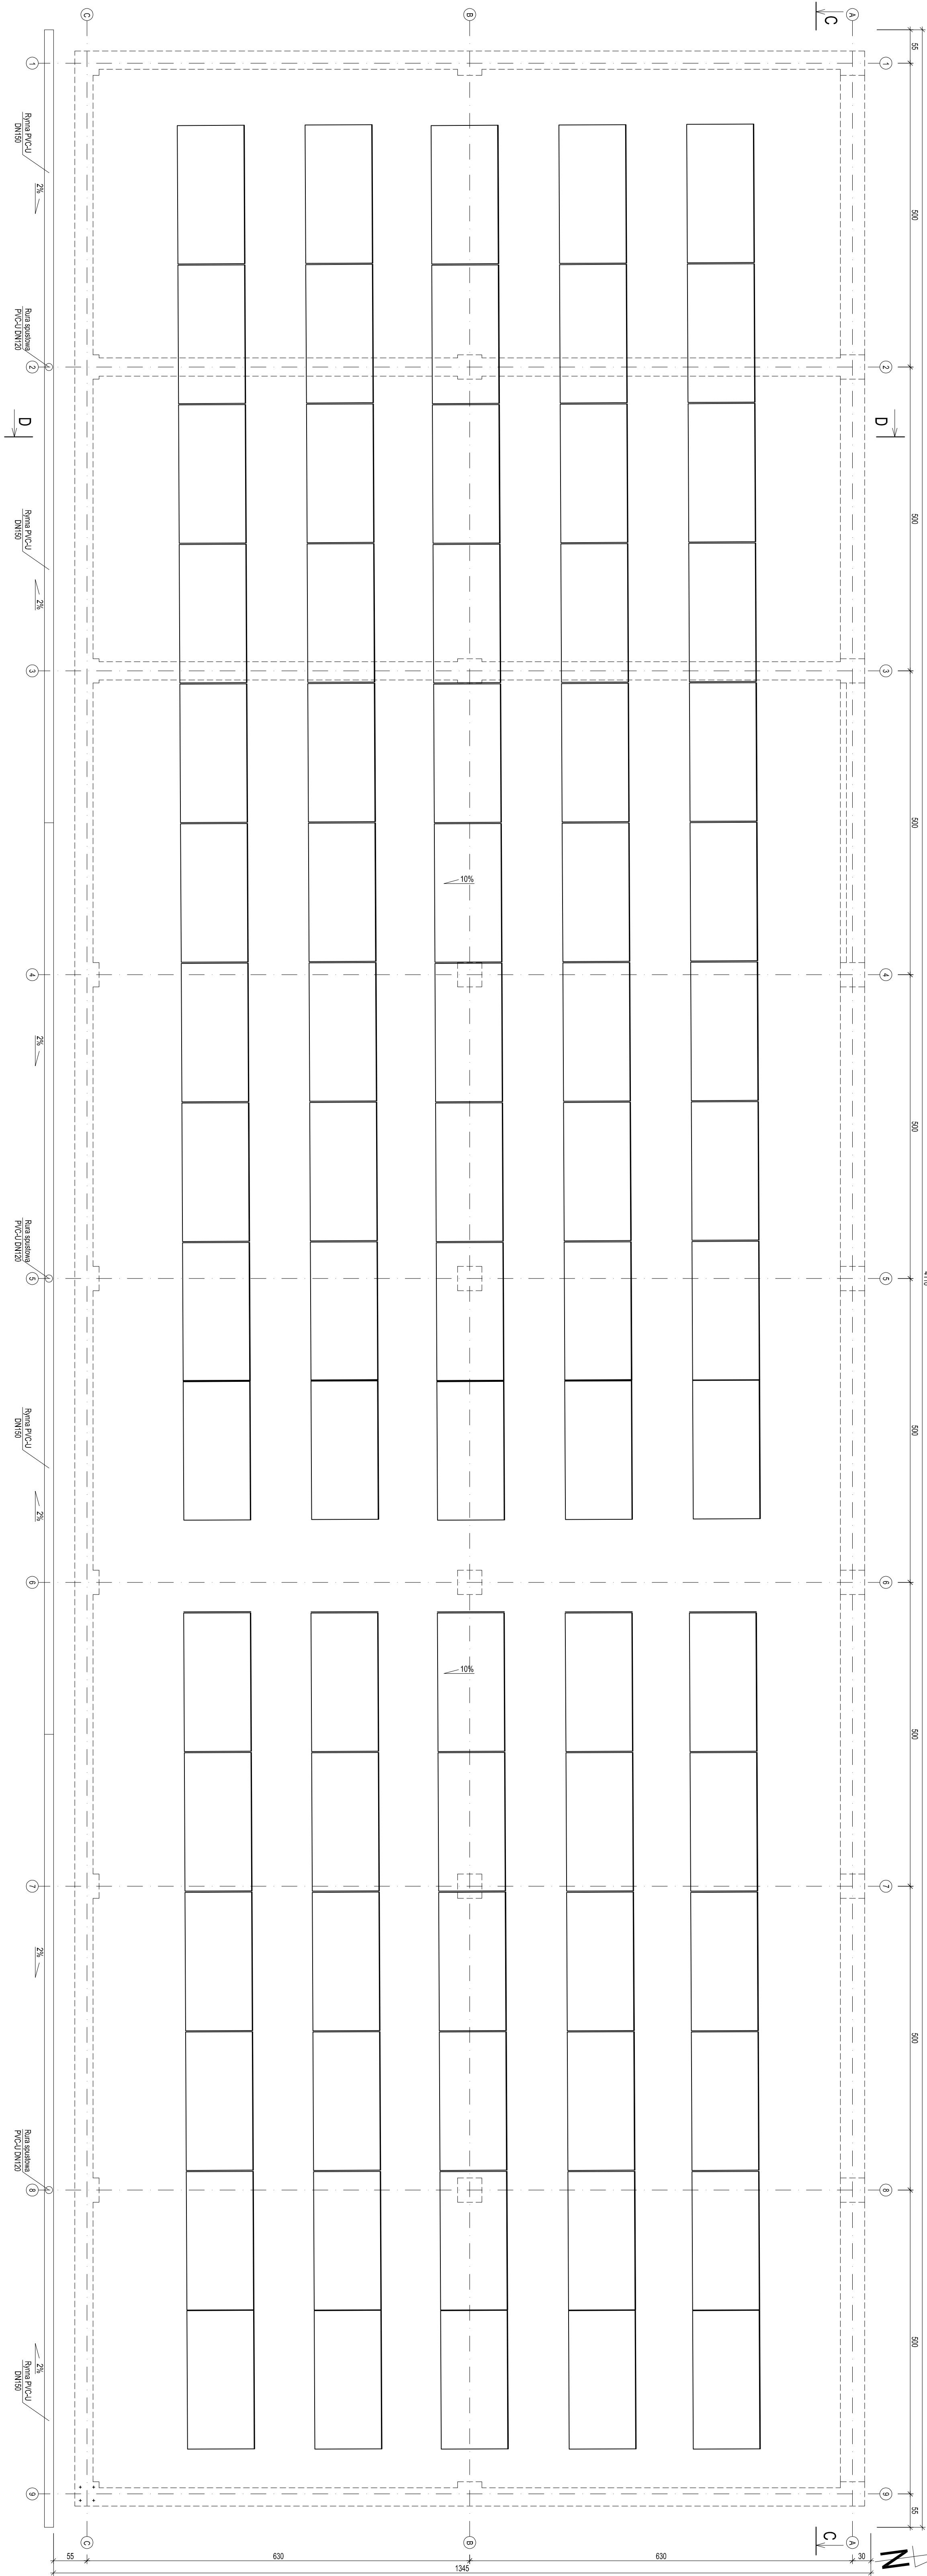 55 500 500 500 500 500 500 500 500 55
N
1 2 3 4 5 6 7 8 9
D
A A
30
C C
630
B B
10% 10%
630
C C
55
1345
2% 2% 2% 2% 2% 2%
1 2 3 4 5 6 7 8 9
D
Rynna PVC-U
DN150
Rura spustowa
PVC-U DN120
Rynna PVC-U
DN150
Rura spustowa
PVC-U DN120
Rynna PVC-U
DN150
Rura spustowa
PVC-U DN120
Rynna PVC-U
DN150